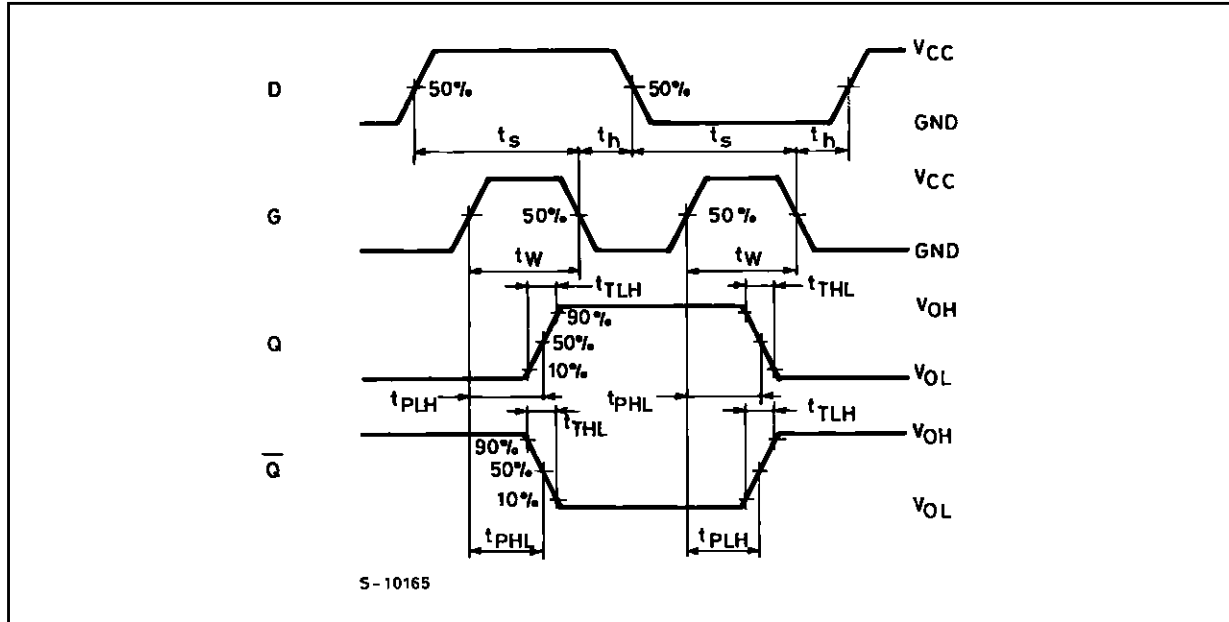 VCC
D 50% 50%
GND
ts th ts th
VCC
G 50% 50%
GND
tW tW
tTLH tTHL
VOH
90%
Q 50%
10%
VOL
tPLH tPHL
tTHL tTLH
VOH
90%
Q 50%
10%
VOL
tPHL tPLH
S-10165